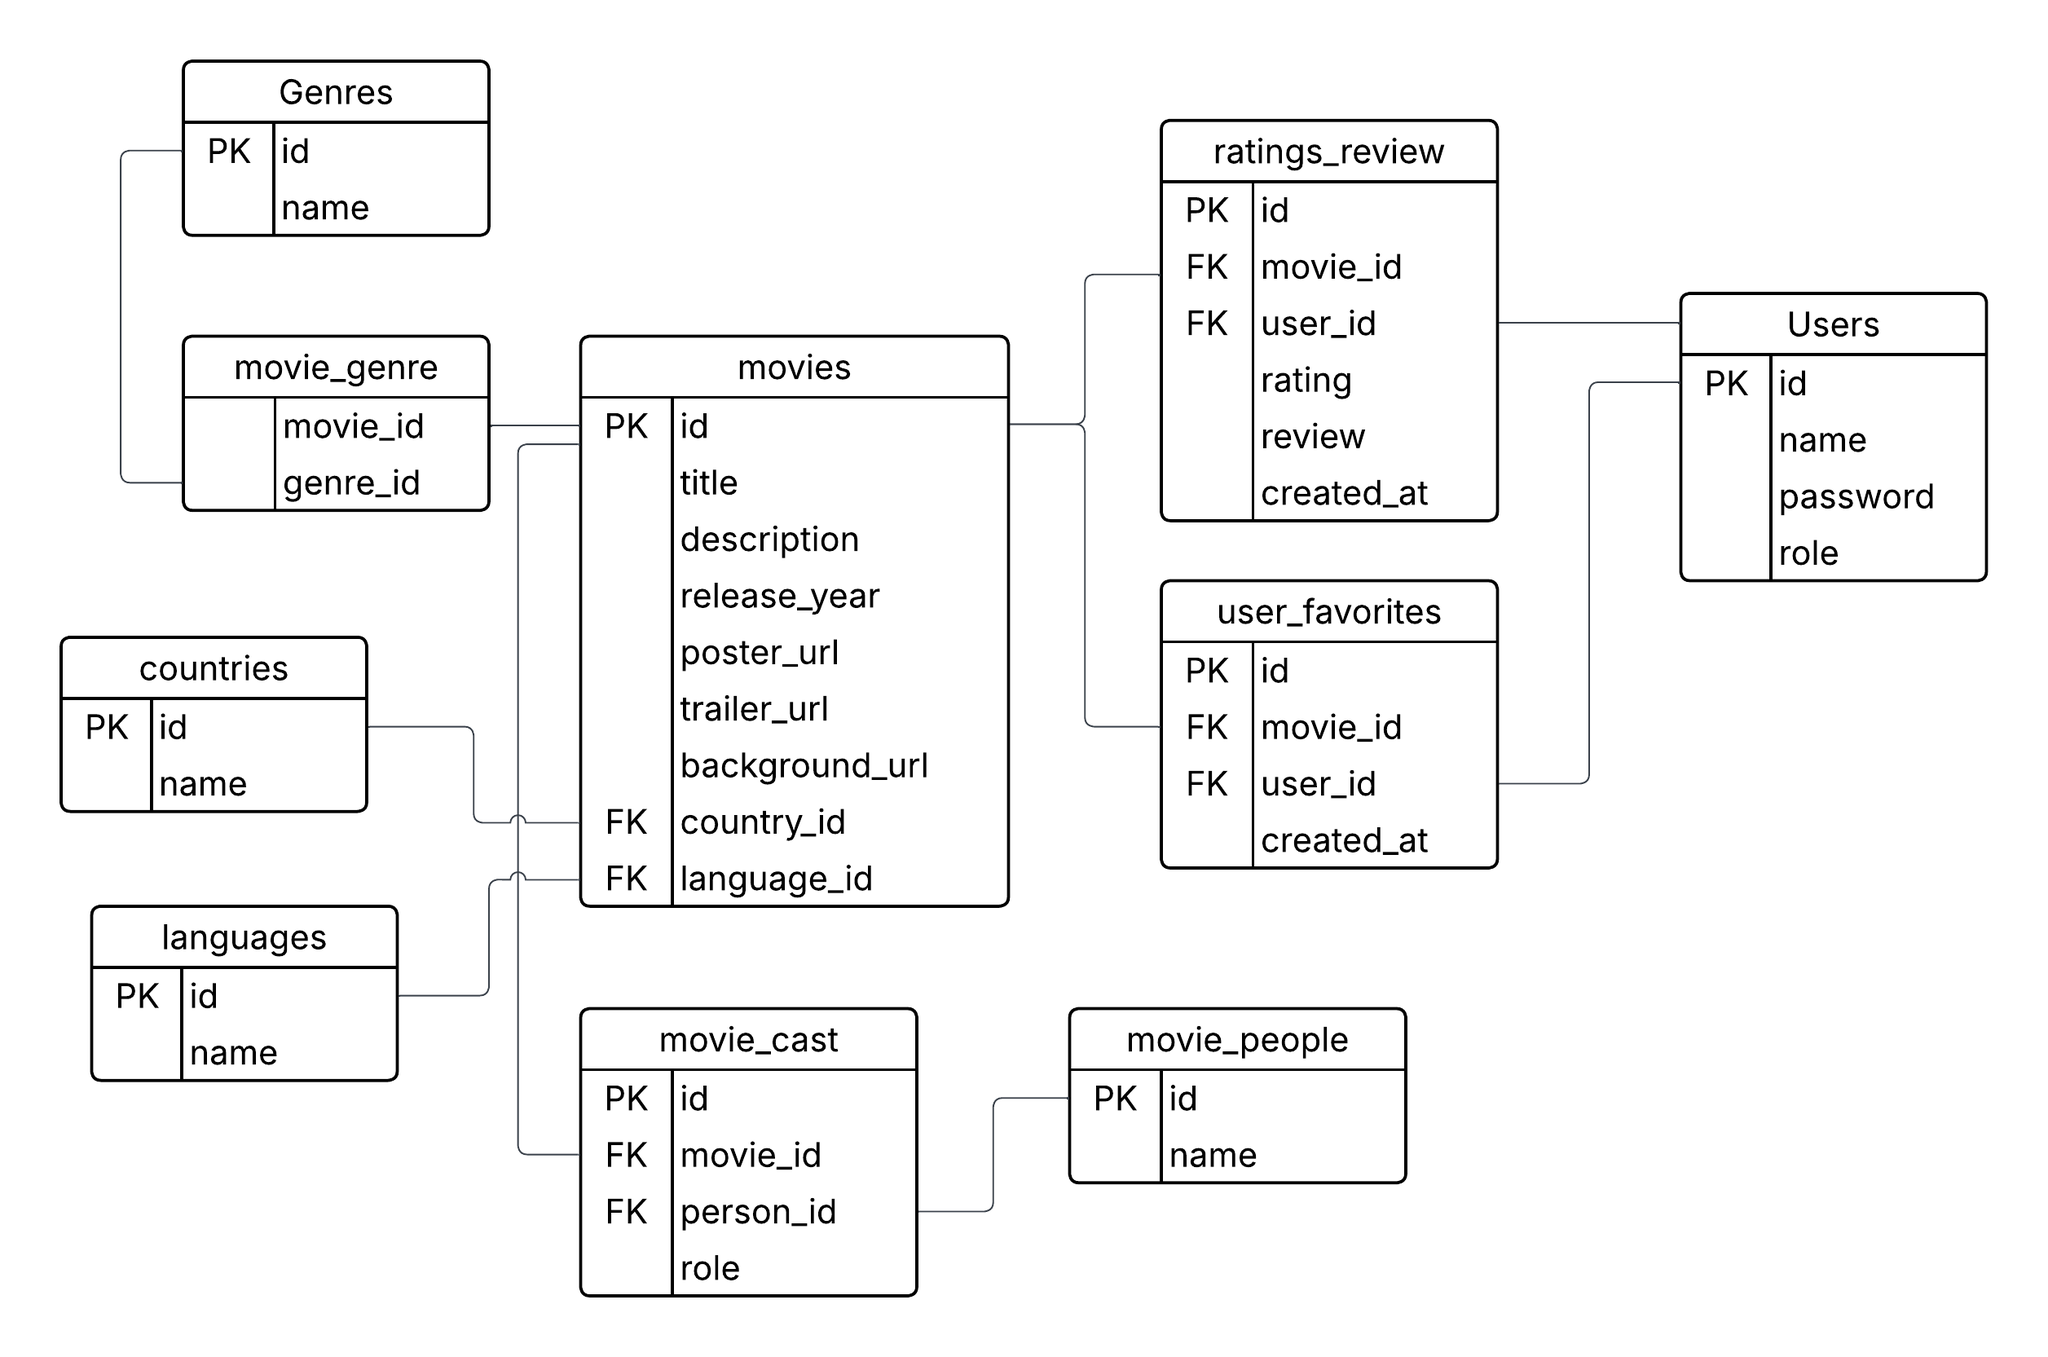 Genres
PK id
name
movie_genre
movie_id
genre_id
countries
PK id
name
languages
PK id
name
movies
PK id
title
description
release_year
poster_url
trailer_url
background_url
FK country_id
FK language_id
movie_cast
PK id
FK movie_id
FK person_id
role
movie_people
PK id
name
ratings_review
PK id
FK movie_id
FK user_id
rating
review
created_at
user_favorites
PK id
FK movie_id
FK user_id
created_at
Users
PK id
name
password
role